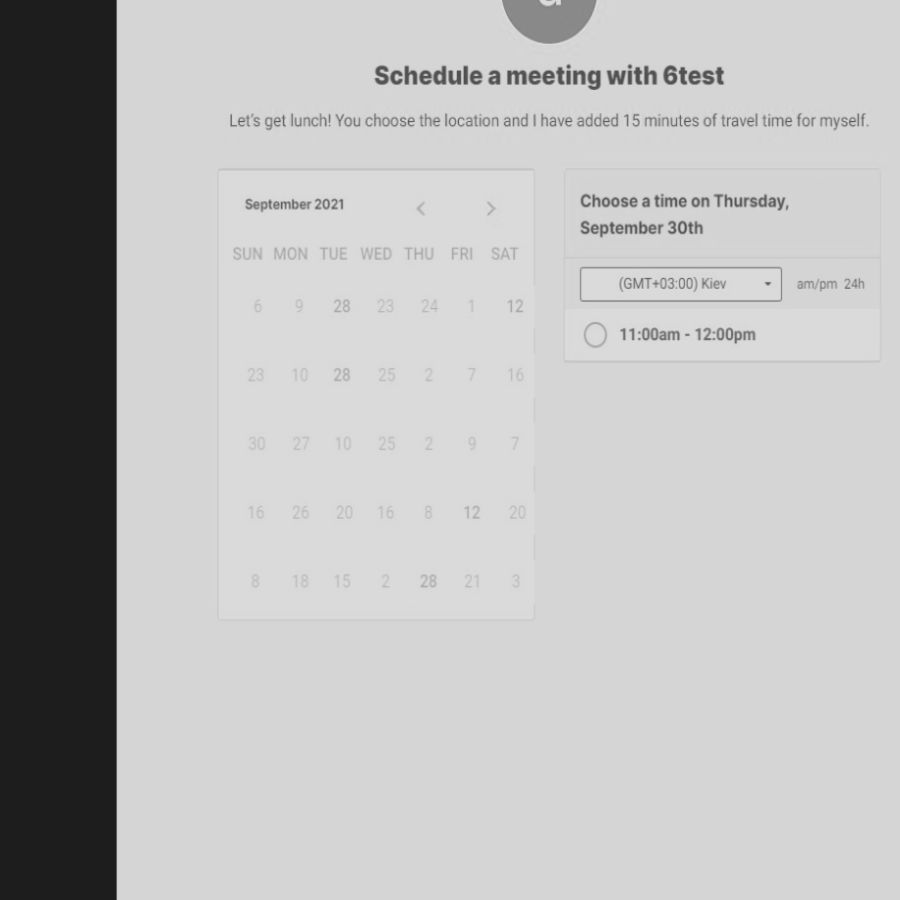 Schedule a meeting with 6test
Let's get lunch! You choose the location and I have added 15 minutes of travel time for myself.
September 2021
SUN MON TUE WED THU FRI SAT
6 9 28 23 24 1 12
23 10 28 25 2 7 16
30 27 10 25 2 9 7
16 26 20 16 8 12 20
8 18 15 2 28 21 3
Choose a time on Thursday,
September 30th
(GMT+03:00) Kiev am/pm 24h
11:00am - 12:00pm